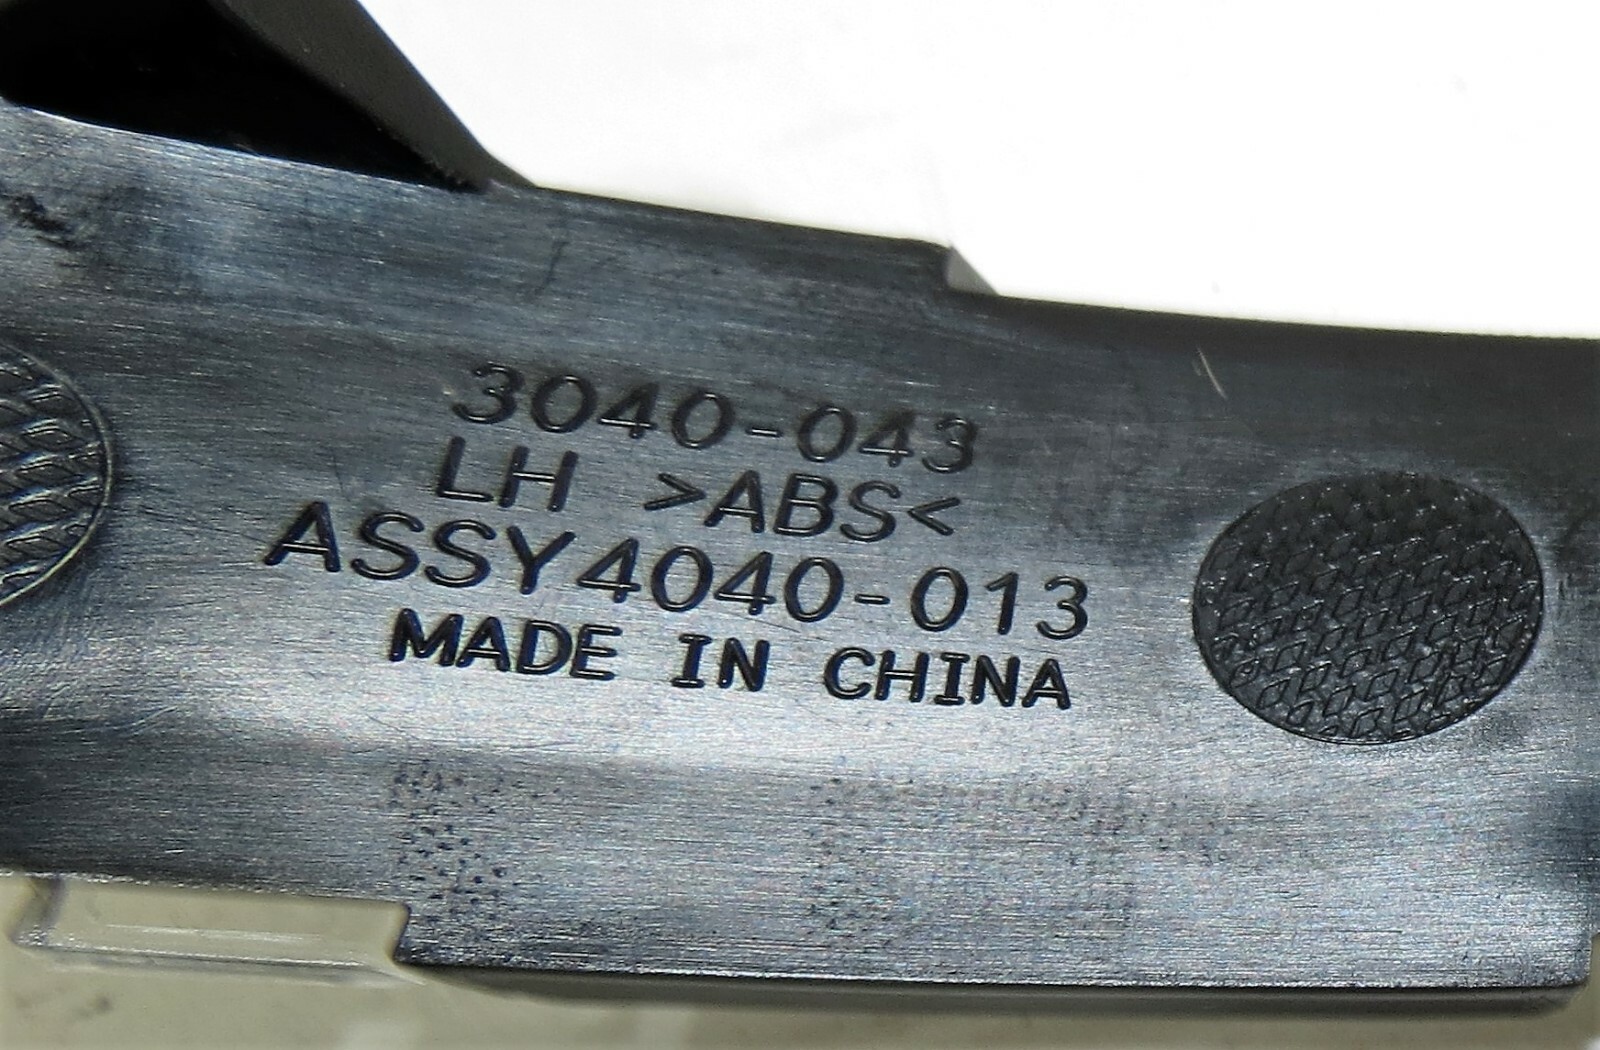 3040-043
LH >ABS<
ASSY4040-013
MADE IN CHINA